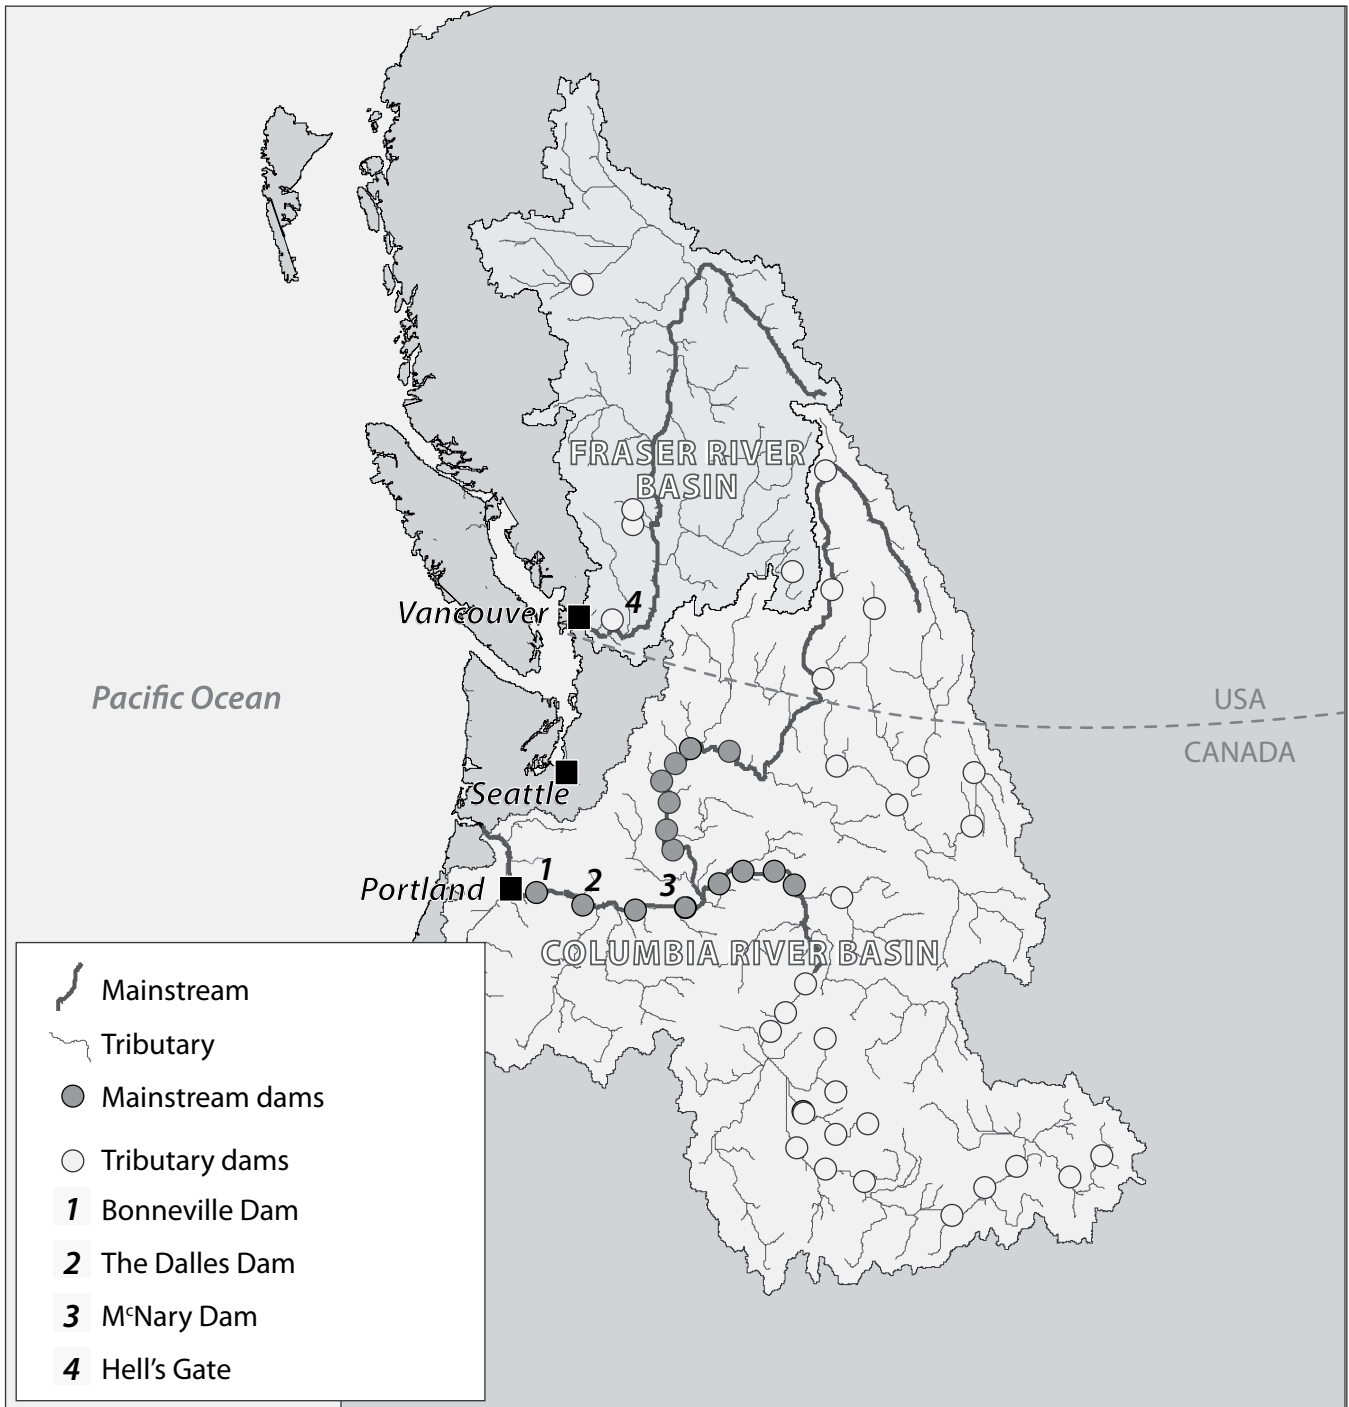 FRASER RIVER
BASIN
4
Vancouver
Pacific Ocean
USA
CANADA
Seattle
Portland
1
2
3
COLUMBIA RIVER BASIN
Mainstream
Tributary
Mainstream dams
Tributary dams
1 Bonneville Dam
2 The Dalles Dam
3 McNary Dam
4 Hell's Gate